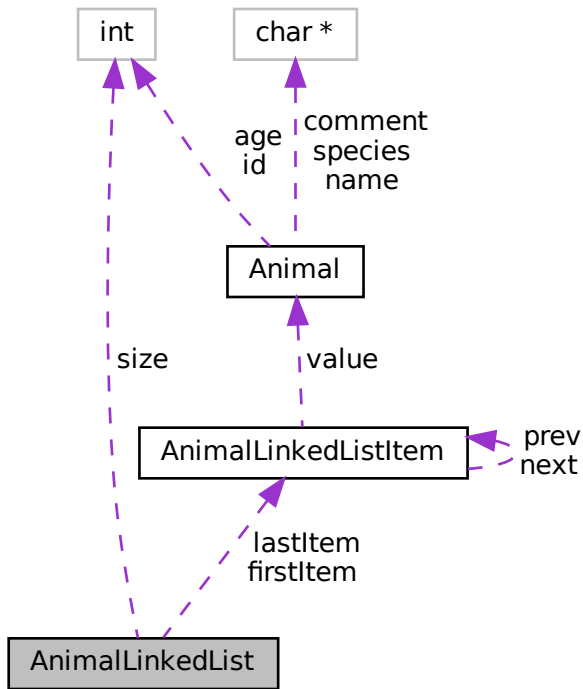 int
char *
age
id
comment
species
name
Animal
size
value
AnimalLinkedListItem
prev
next
lastItem
firstItem
AnimalLinkedList